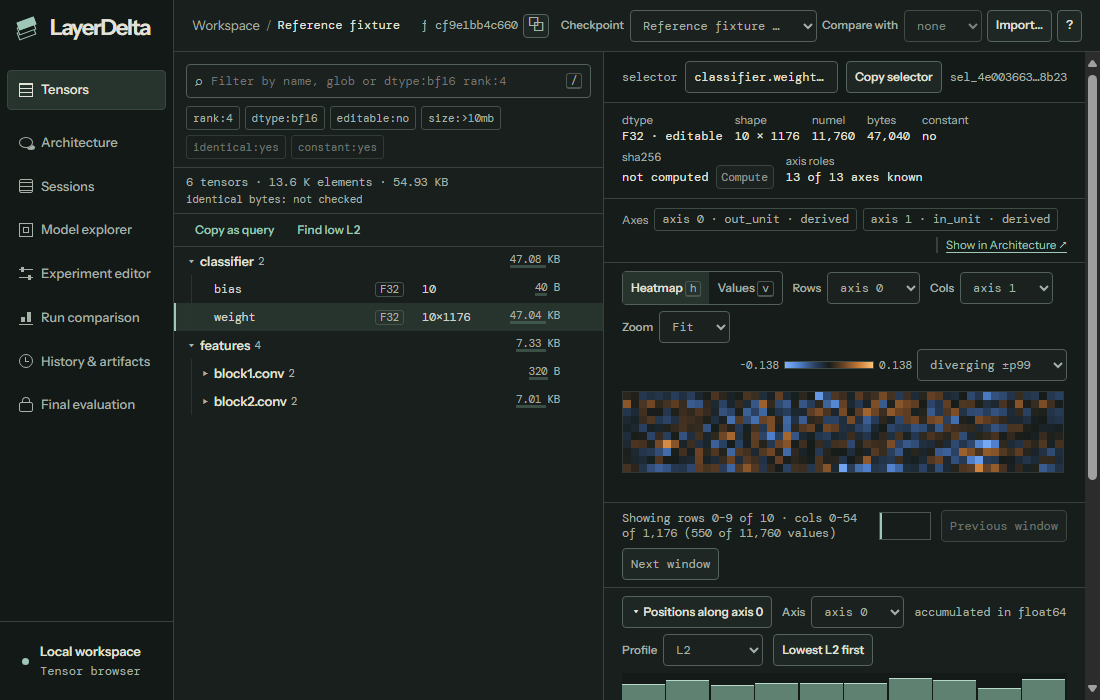 LayerDelta
Workspace / Reference fixture
ƒ cf9e1bb4c660
Checkpoint
Reference fixture …
Compare with
none
Import…
?
Tensors
Architecture
Sessions
Model explorer
Experiment editor
Run comparison
History & artifacts
Final evaluation
Local workspace
Tensor browser
Filter by name, glob or dtype:bf16 rank:4
/
rank:4
dtype:bf16
editable:no
size:>10mb
identical:yes
constant:yes
6 tensors · 13.6 K elements · 54.93 KB
identical bytes: not checked
Copy as query
Find low L2
classifier 2 47.08 KB
bias F32 10 40 B
weight F32 10×1176 47.04 KB
features 4 7.33 KB
block1.conv 2 320 B
block2.conv 2 7.01 KB
selector
classifier.weight…
Copy selector
sel_4e003663…8b23
dtype shape numel bytes constant
F32 · editable 10 × 1176 11,760 47,040 no
sha256 axis roles
not computed Compute 13 of 13 axes known
Axes axis 0 · out_unit · derived axis 1 · in_unit · derived
Show in Architecture ↗
Heatmap h Values v Rows axis 0 Cols axis 1
Zoom Fit
-0.138 0.138 diverging ±p99
Showing rows 0–9 of 10 · cols 0–54
of 1,176 (550 of 11,760 values)
Previous window
Next window
Positions along axis 0 Axis axis 0 accumulated in float64
Profile L2 Lowest L2 first